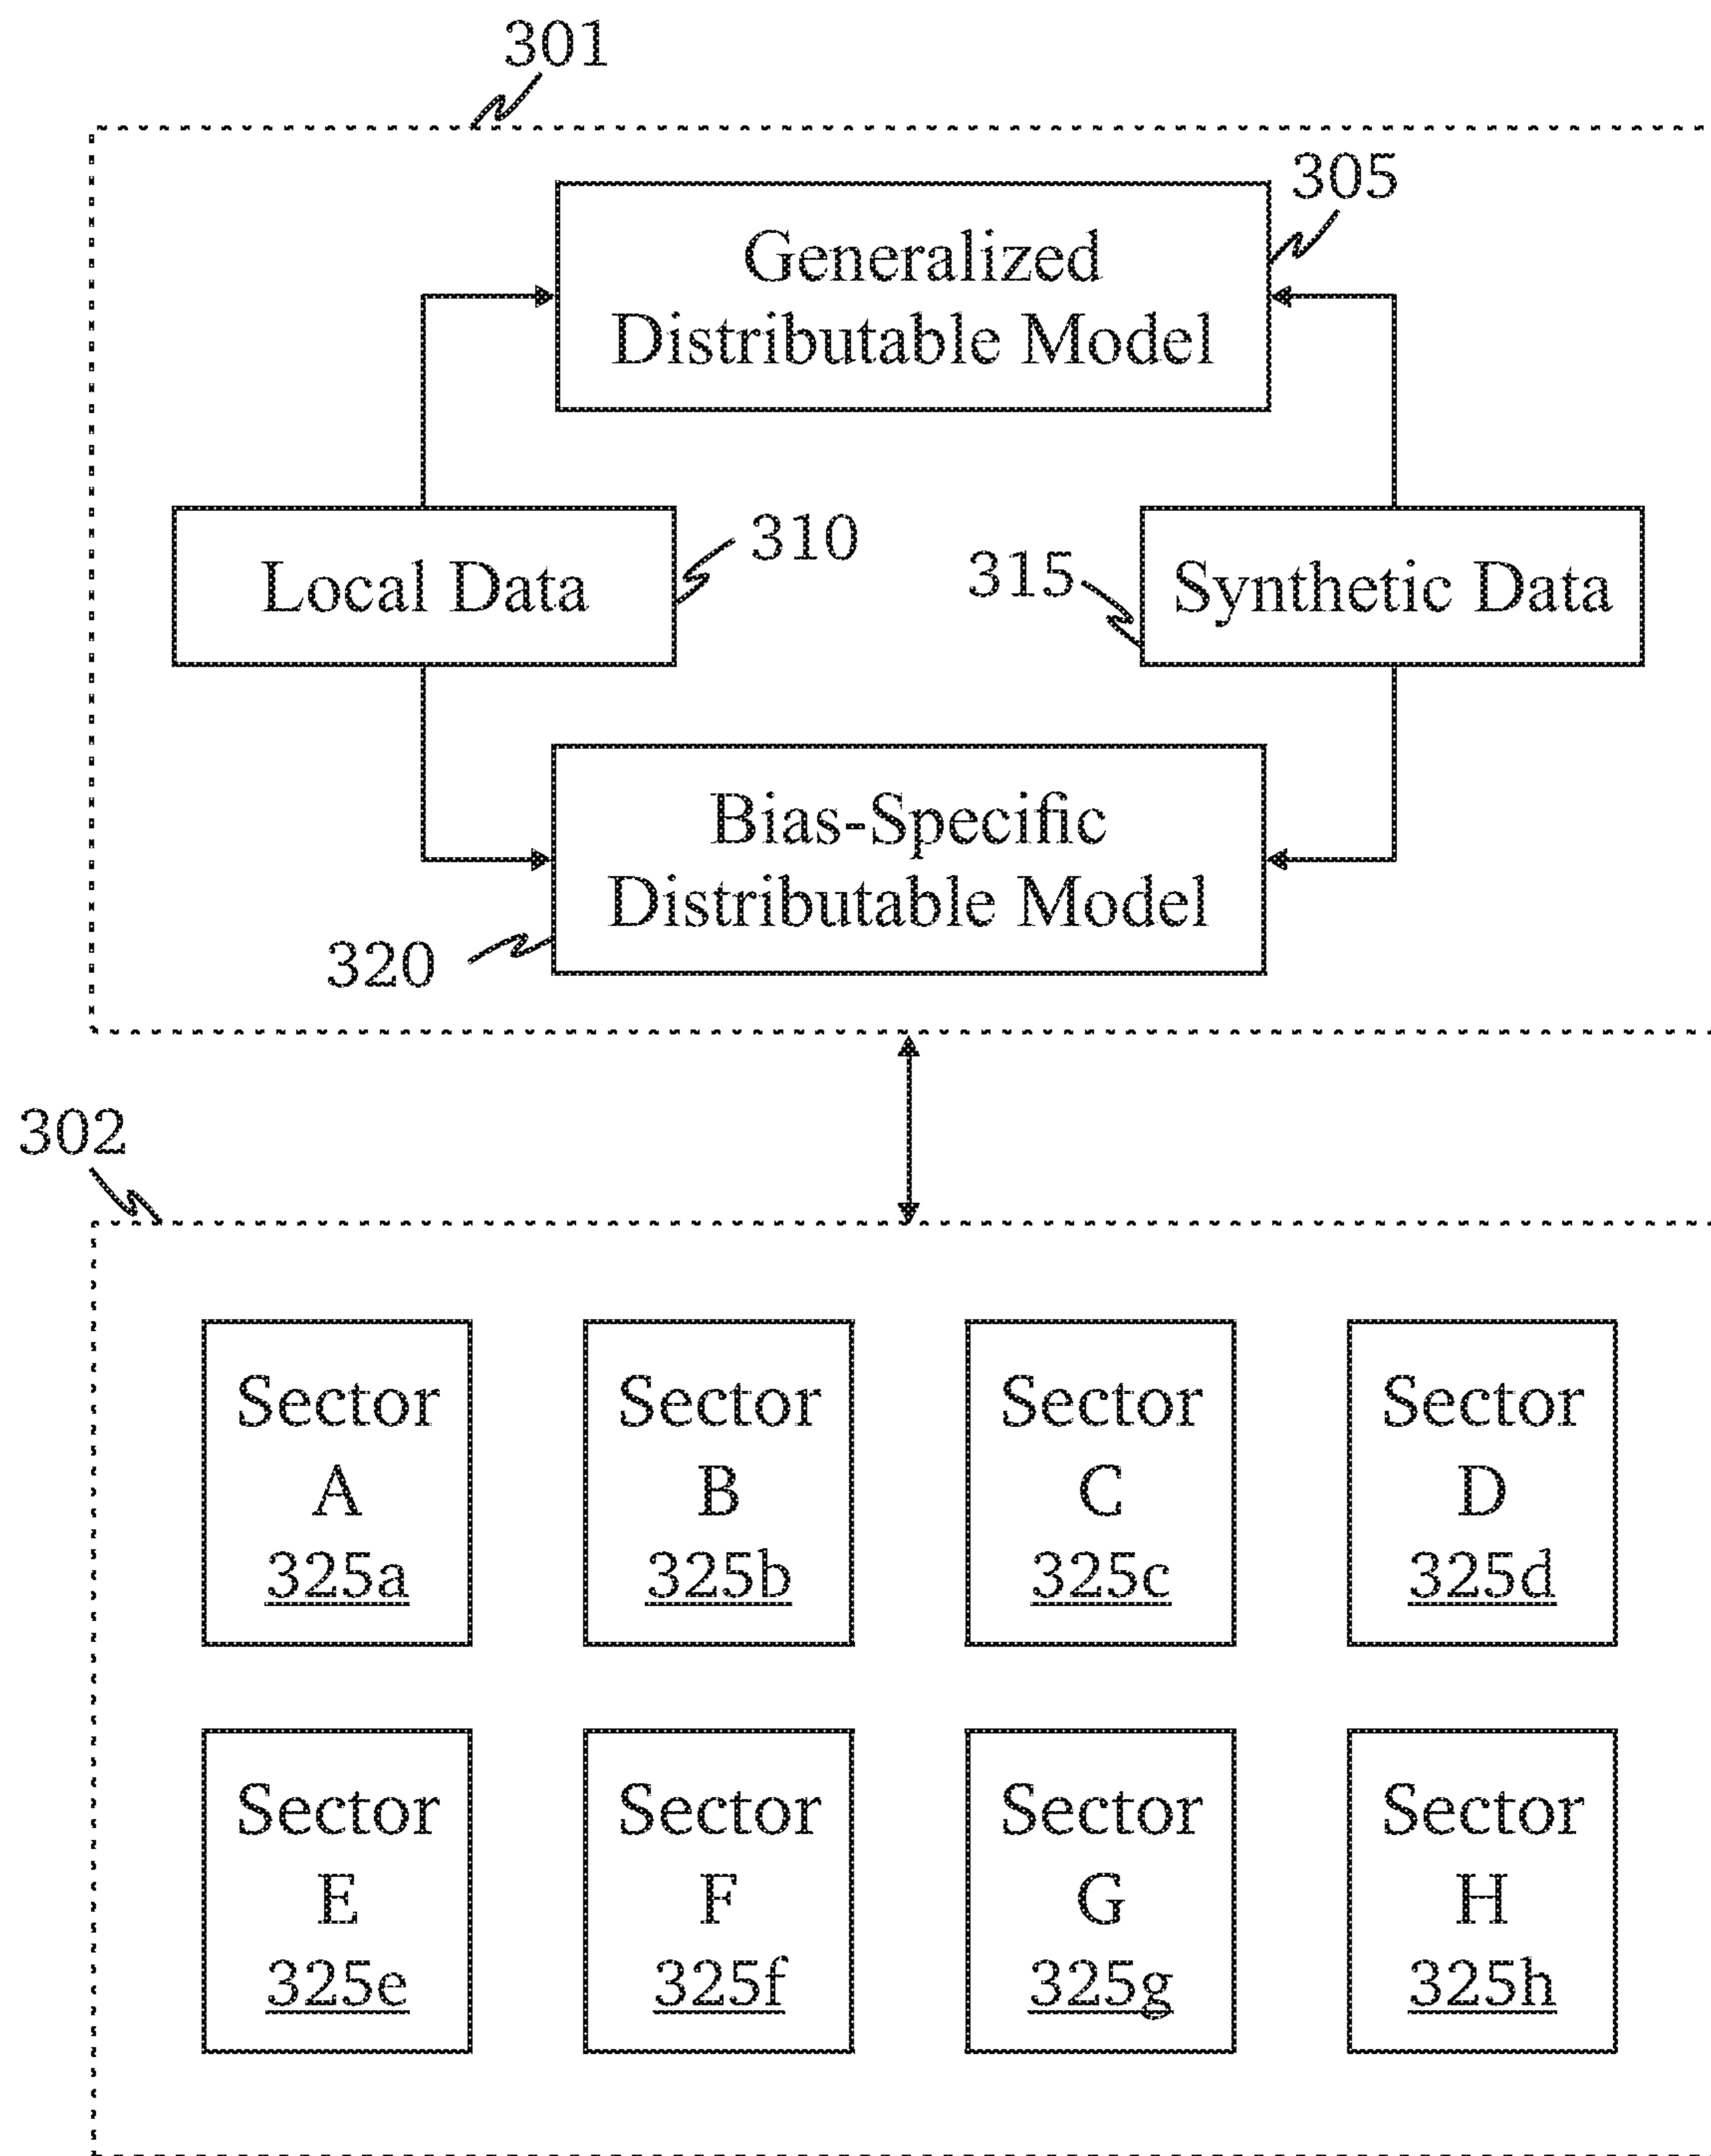 301
305
Generalized
Distributable Model
310
Local Data
315
Synthetic Data
Bias-Specific
Distributable Model
320
302
Sector
A
325a
Sector
B
325b
Sector
C
325c
Sector
D
325d
Sector
E
325e
Sector
F
325f
Sector
G
325g
Sector
H
325h